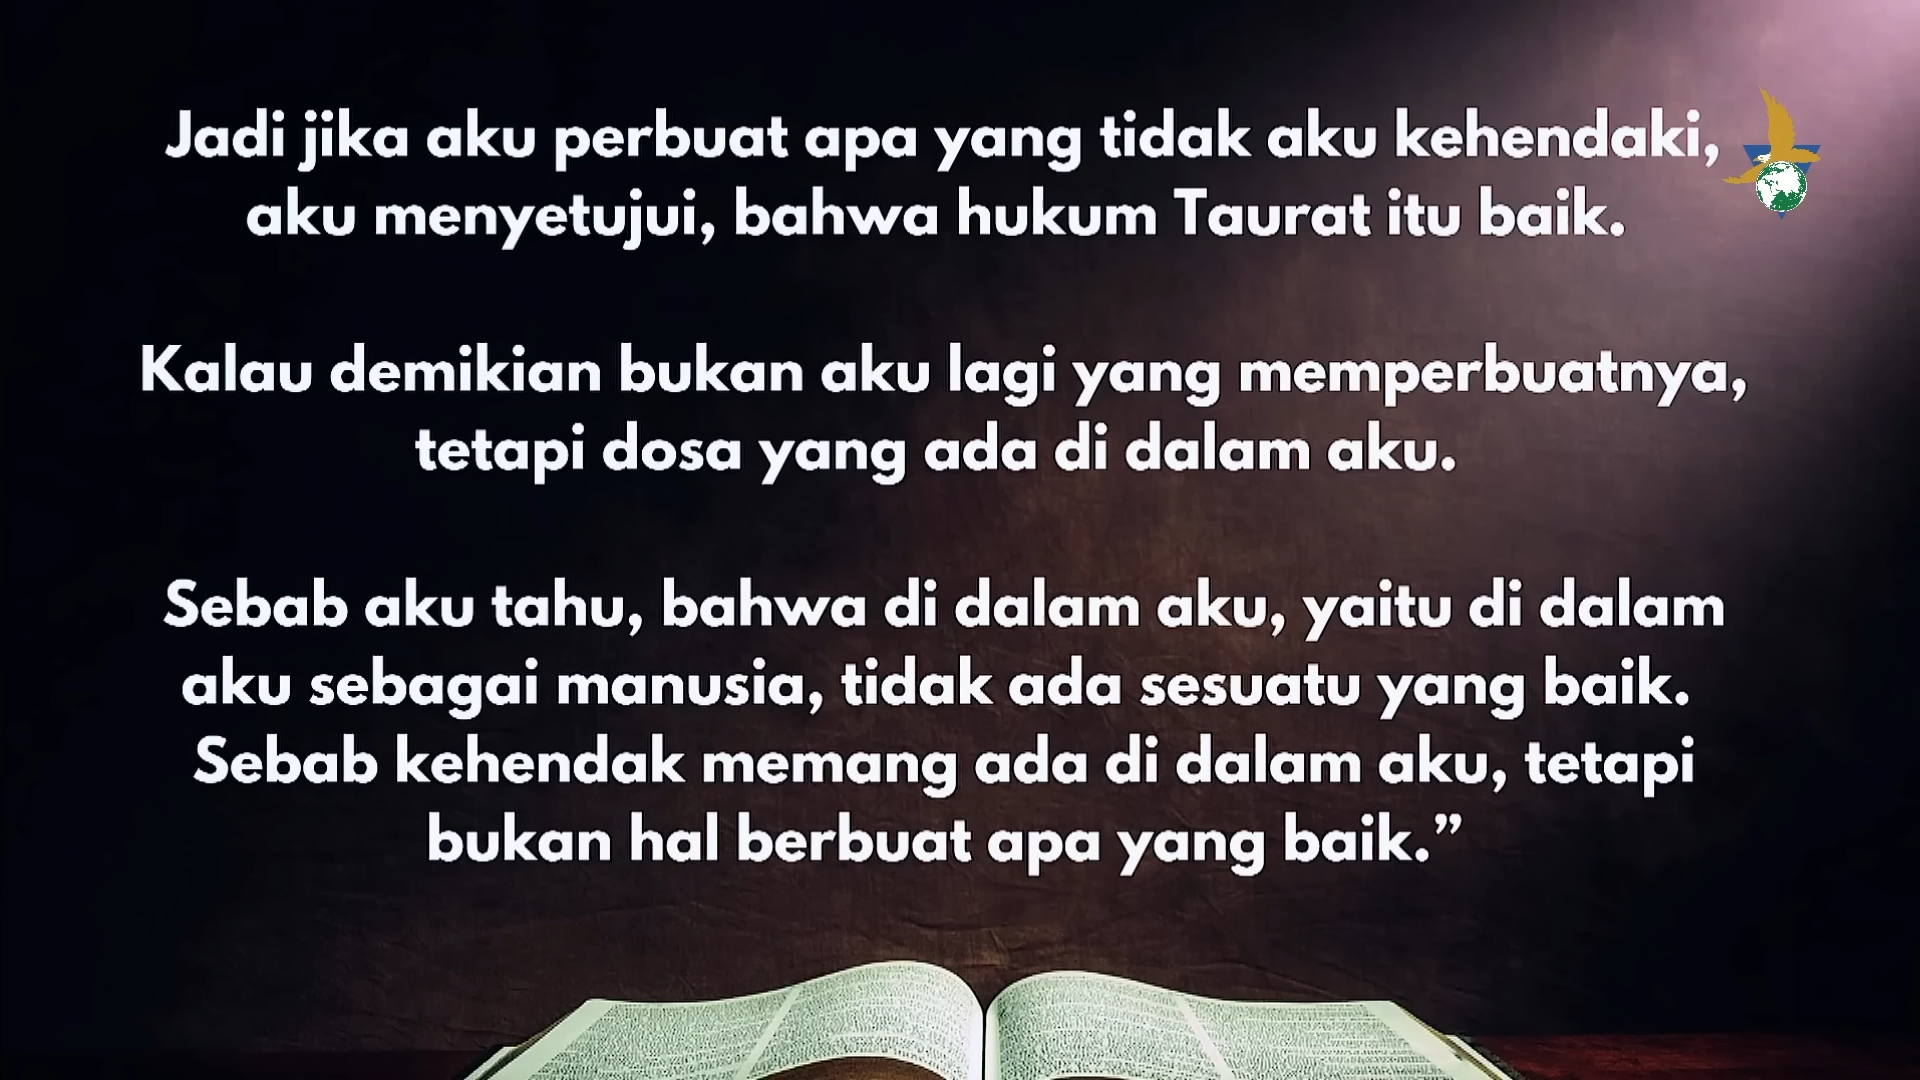 Jadi jika aku perbuat apa yang tidak aku kehendaki,
aku menyetujui, bahwa hukum Taurat itu baik.
Kalau demikian bukan aku lagi yang memperbuatnya,
tetapi dosa yang ada di dalam aku.
Sebab aku tahu, bahwa di dalam aku, yaitu di dalam
aku sebagai manusia, tidak ada sesuatu yang baik.
Sebab kehendak memang ada di dalam aku, tetapi
bukan hal berbuat apa yang baik.”